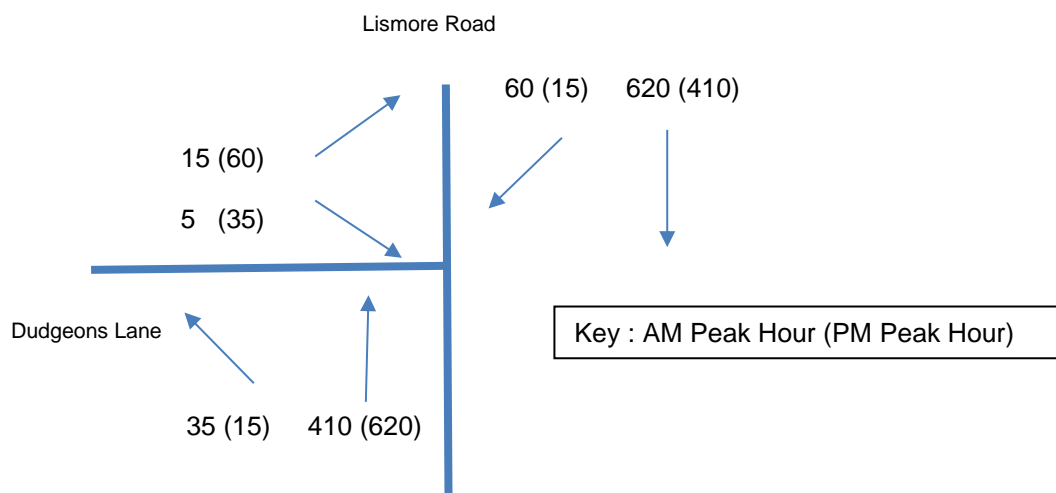 Lismore Road
60 (15) 620 (410)
15 (60)
5 (35)
Dudgeons Lane
Key : AM Peak Hour (PM Peak Hour)
35 (15) 410 (620)